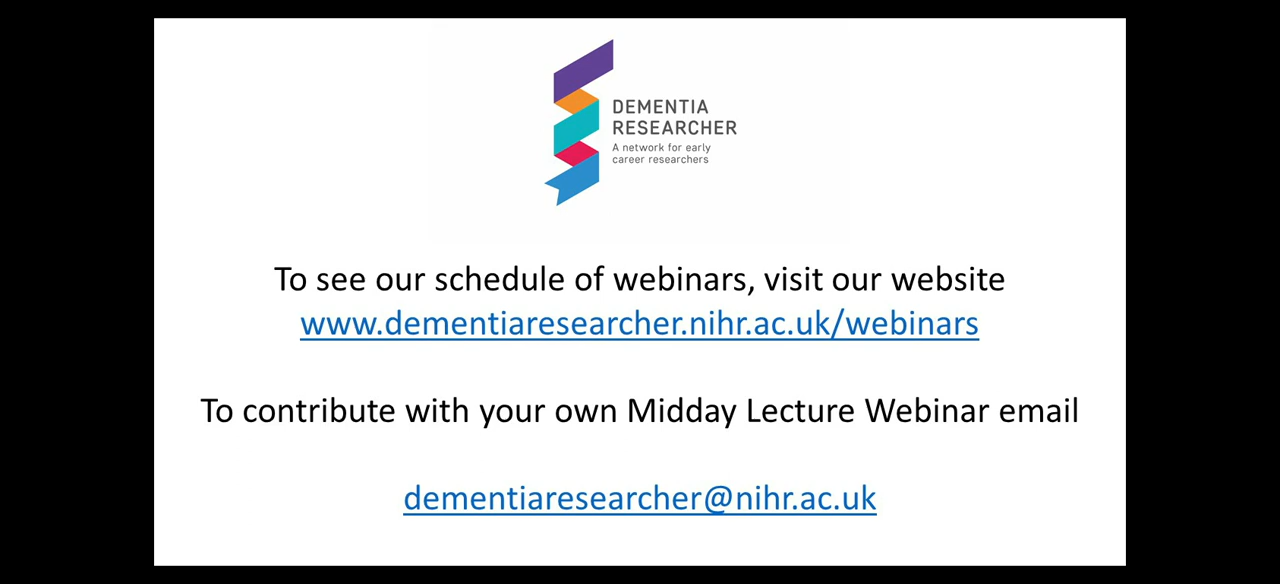 DEMENTIA
RESEARCHER
A network for early
career researchers
To see our schedule of webinars, visit our website
www.dementiaresearcher.nihr.ac.uk/webinars
To contribute with your own Midday Lecture Webinar email
dementiaresearcher@nihr.ac.uk